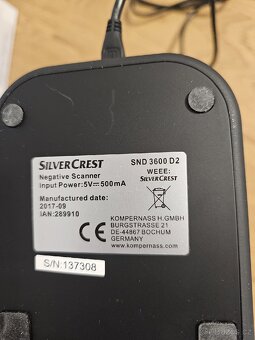 SILVERCREST SND 3600 D2
Negative Scanner WEEE:
Input Power:5V⎓500mA SILVERCREST
Manufactured date:
2017-09
IAN:289910
CE
KOMPERNASS H.GMBH
BURGSTRASSE 21
DE-44867 BOCHUM
GERMANY
www.kompernass.com
S/N.137308